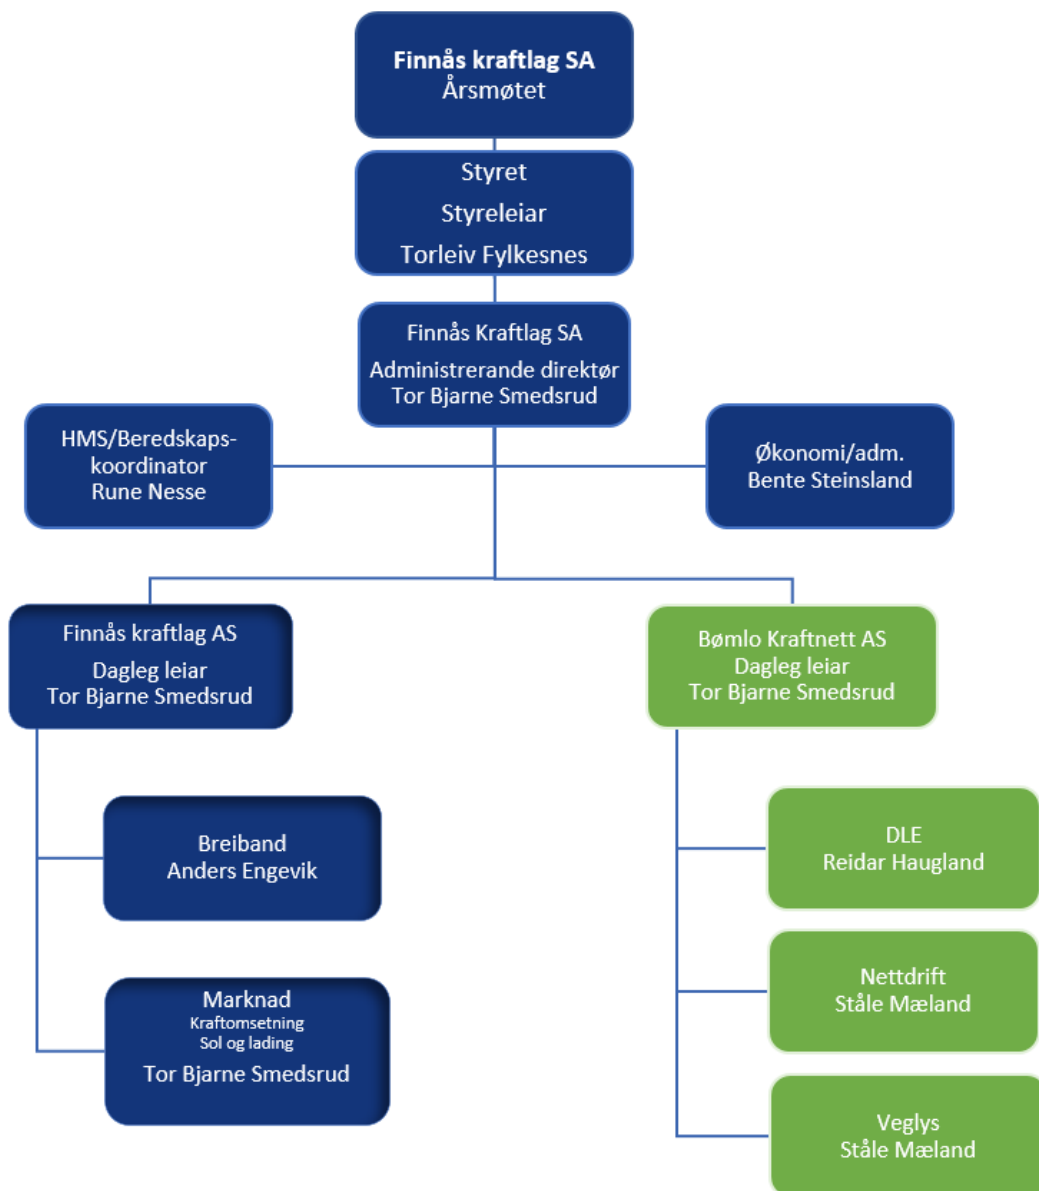 Finnås kraftlag SA
Årsmøtet
Styret
Styreleiar
Torleiv Fylkesnes
Finnås Kraftlag SA
Administrerande direktør
Tor Bjarne Smedsrud
HMS/Beredskaps-
koordinator
Rune Nesse
Økonomi/adm.
Bente Steinsland
Finnås kraftlag AS
Dagleg leiar
Tor Bjarne Smedsrud
Breiband
Anders Engevik
Marknad
Kraftomsetning
Sol og lading
Tor Bjarne Smedsrud
Bømlo Kraftnett AS
Dagleg leiar
Tor Bjarne Smedsrud
DLE
Reidar Haugland
Nettdrift
Ståle Mæland
Veglys
Ståle Mæland